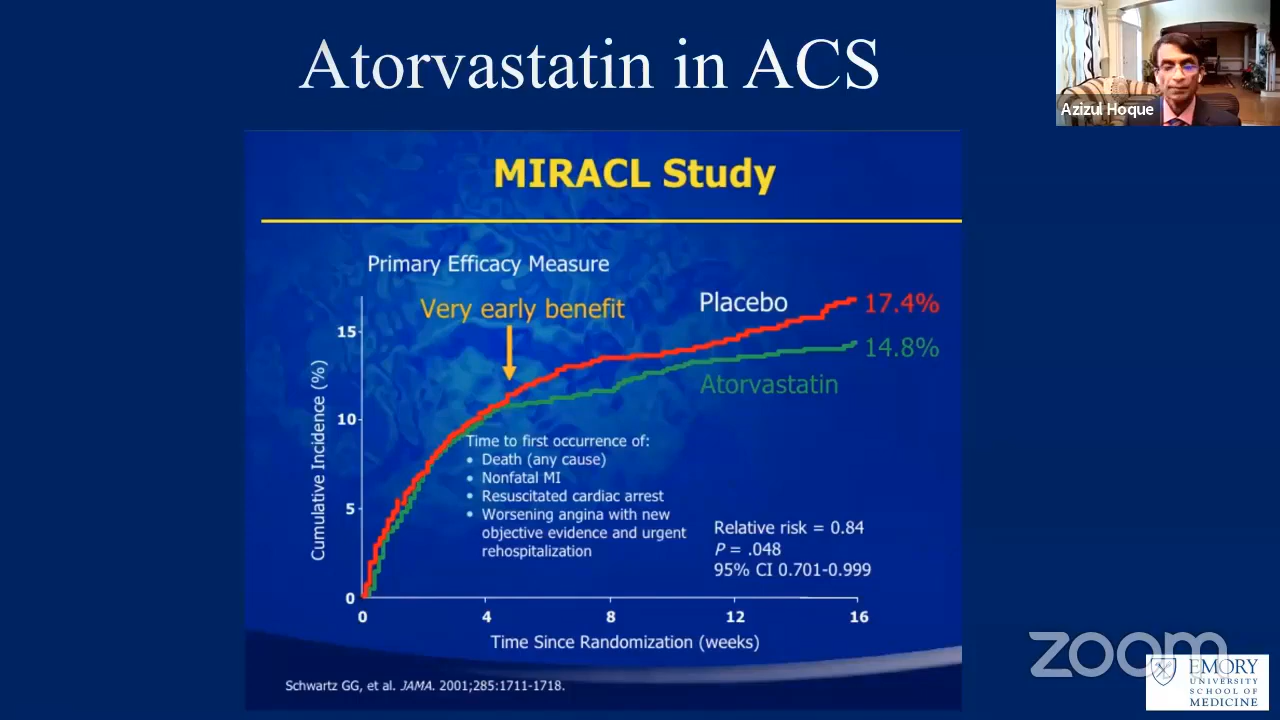 Atorvastatin in ACS
Azizul Hoque
MIRACL Study
Primary Efficacy Measure
Very early benefit
Placebo
17.4%
14.8%
Atorvastatin
Cumulative Incidence (%)
15
10
5
0
Time to first occurrence of:
• Death (any cause)
• Nonfatal MI
• Resuscitated cardiac arrest
• Worsening angina with new
objective evidence and urgent
rehospitalization
Relative risk = 0.84
P = .048
95% CI 0.701-0.999
0 4 8 12 16
Time Since Randomization (weeks)
Schwartz GG, et al. JAMA. 2001;285:1711-1718.
zoom
EMORY
UNIVERSITY
SCHOOL OF
MEDICINE